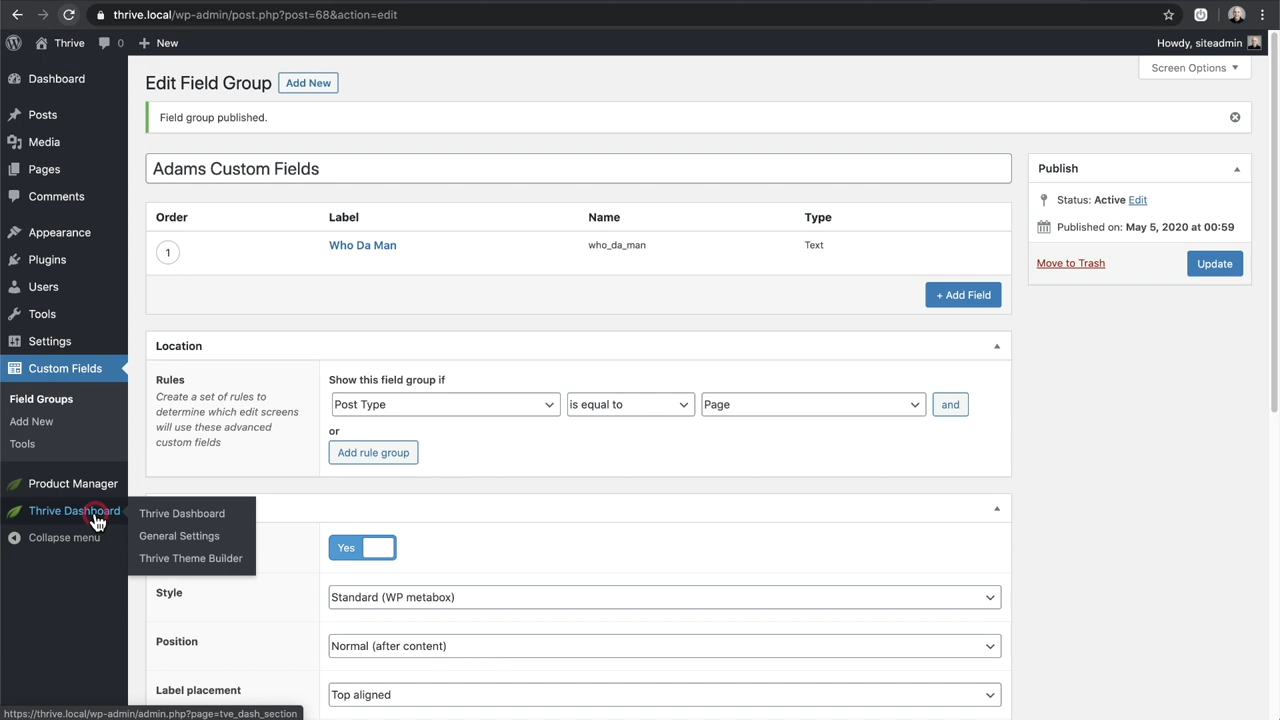 thrive.local/wp-admin/post.php?post=68&action=edit
Thrive 0 New
Howdy, siteadmin
Screen Options
Dashboard
Posts
Media
Pages
Comments
Appearance
Plugins
Users
Tools
Settings
Custom Fields
Field Groups
Add New
Tools
Product Manager
Thrive Dashboard
Collapse menu
Thrive Dashboard
General Settings
Thrive Theme Builder
Edit Field Group Add New
Field group published.
Adams Custom Fields
Order Label Name Type
1 Who Da Man who_da_man Text
+ Add Field
Location
Rules
Create a set of rules to
determine which edit screens
will use these advanced
custom fields
Show this field group if
Post Type is equal to Page and
or
Add rule group
Yes
Style Standard (WP metabox)
Position Normal (after content)
Label placement Top aligned
Publish
Status: Active Edit
Published on: May 5, 2020 at 00:59
Move to Trash Update
https://thrive.local/wp-admin/admin.php?page=tve_dash_section